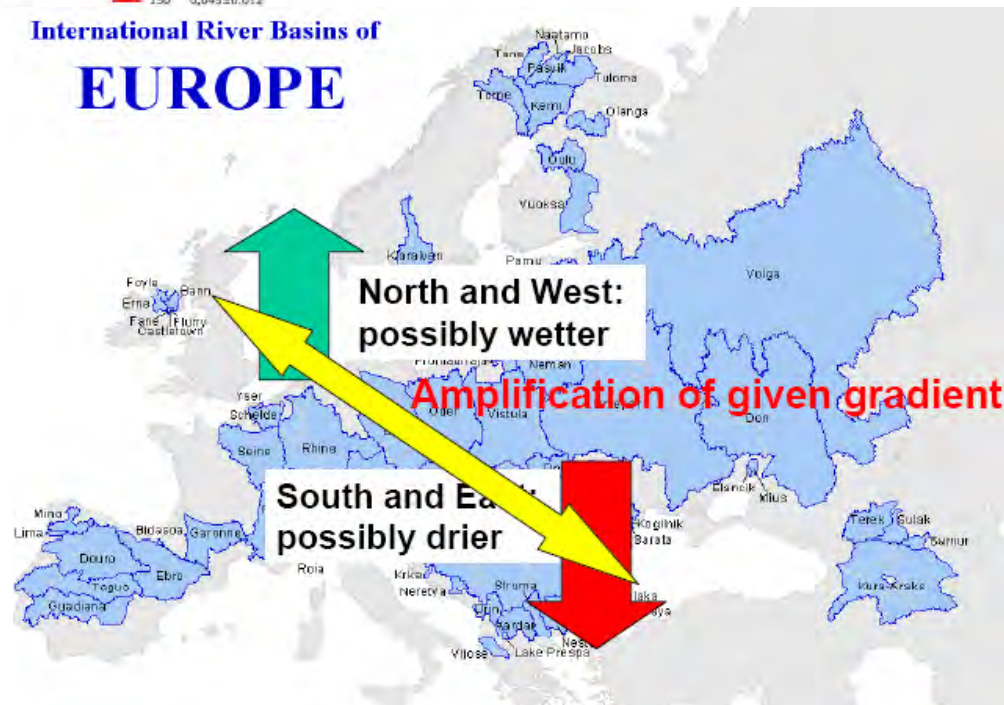 International River Basins of
EUROPE
Naatamo
Jacobs
Tana
Pasvik
Tuloma
Torne
Kemi
Olanga
Oulu
Vuoksa
Klaralven
Parnu
Volga
North and West:
possibly wetter
Foyle
Bann
Erne
Fane
Flurry
Castletown
Neman
Amplification of given gradient
Yser
Schelde
Oder
Vistula
Don
Seine
Rhine
Elancik
Mius
South and East:
possibly drier
Kogilnik
Sarata
Mino
Lima
Bidasoa
Garonne
Terek
Sulak
Samur
Douro
Ebro
Roia
Krka
Neretva
Struma
Tagus
Guadiana
Kura-Araks
Drin
Vardar
Vijose
Lake Prespa